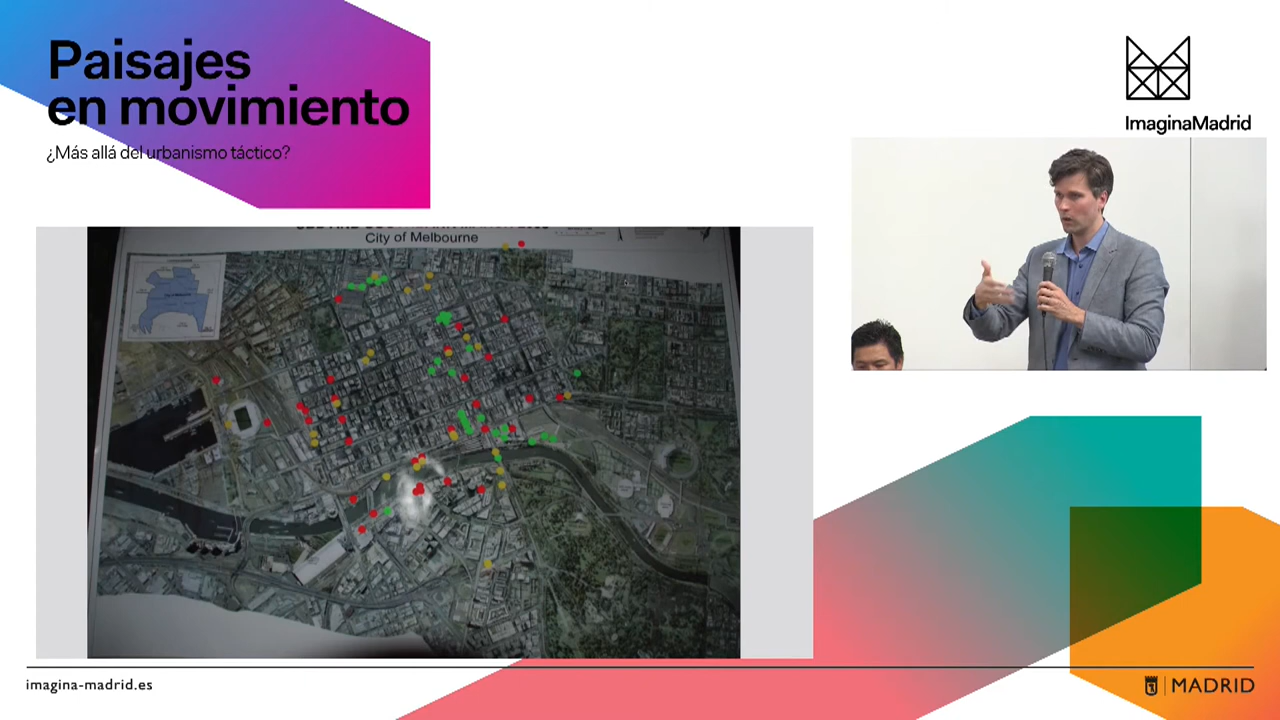 Paisajes
en movimiento
¿Más allá del urbanismo táctico?
ImaginaMadrid
City of Melbourne
imagina-madrid.es
MADRID